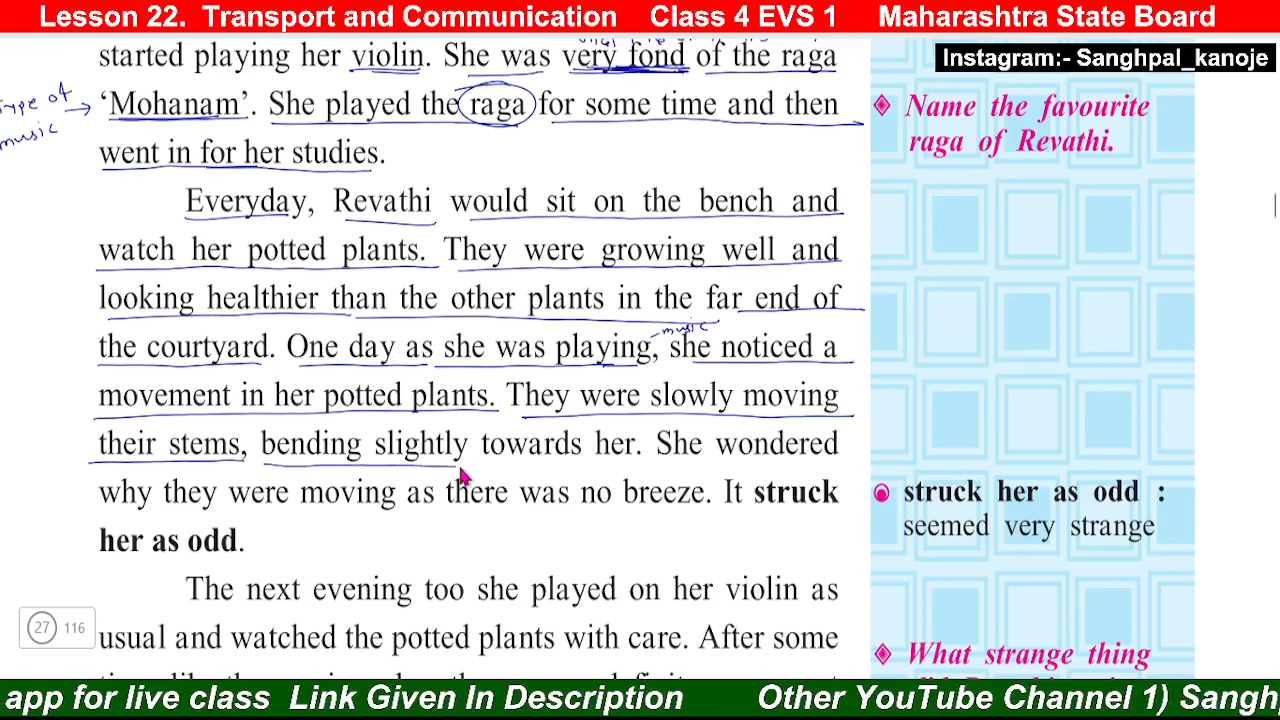 Lesson 22. Transport and Communication Class 4 EVS 1 Maharashtra State Board
Instagram:- Sanghpal_kanoje
started playing her violin. She was very fond of the raga
Type of
music
‘Mohanam’. She played the raga for some time and then
went in for her studies.
Everyday, Revathi would sit on the bench and
watch her potted plants. They were growing well and
looking healthier than the other plants in the far end of
music
the courtyard. One day as she was playing, she noticed a
movement in her potted plants. They were slowly moving
their stems, bending slightly towards her. She wondered
why they were moving as there was no breeze. It struck
her as odd.
The next evening too she played on her violin as
usual and watched the potted plants with care. After some
27 116
Name the favourite
raga of Revathi.
struck her as odd :
seemed very strange
What strange thing
app for live class Link Given In Description Other YouTube Channel 1) Sanghp